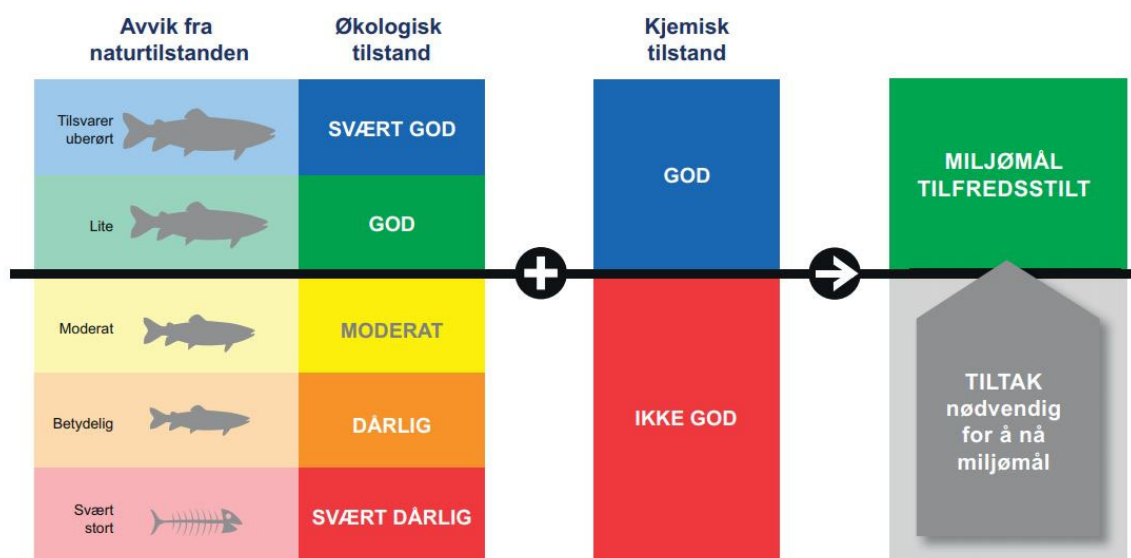 Avvik fra
naturtilstanden
Økologisk
tilstand
Kjemisk
tilstand
Tilsvarer
uberørt
SVÆRT GOD
Lite
GOD
GOD
MILJØMÅL
TILFREDSSTILT
Moderat
MODERAT
Betydelig
DÅRLIG
IKKE GOD
TILTAK
nødvendig
for å nå
miljømål
Svært
stort
SVÆRT DÅRLIG